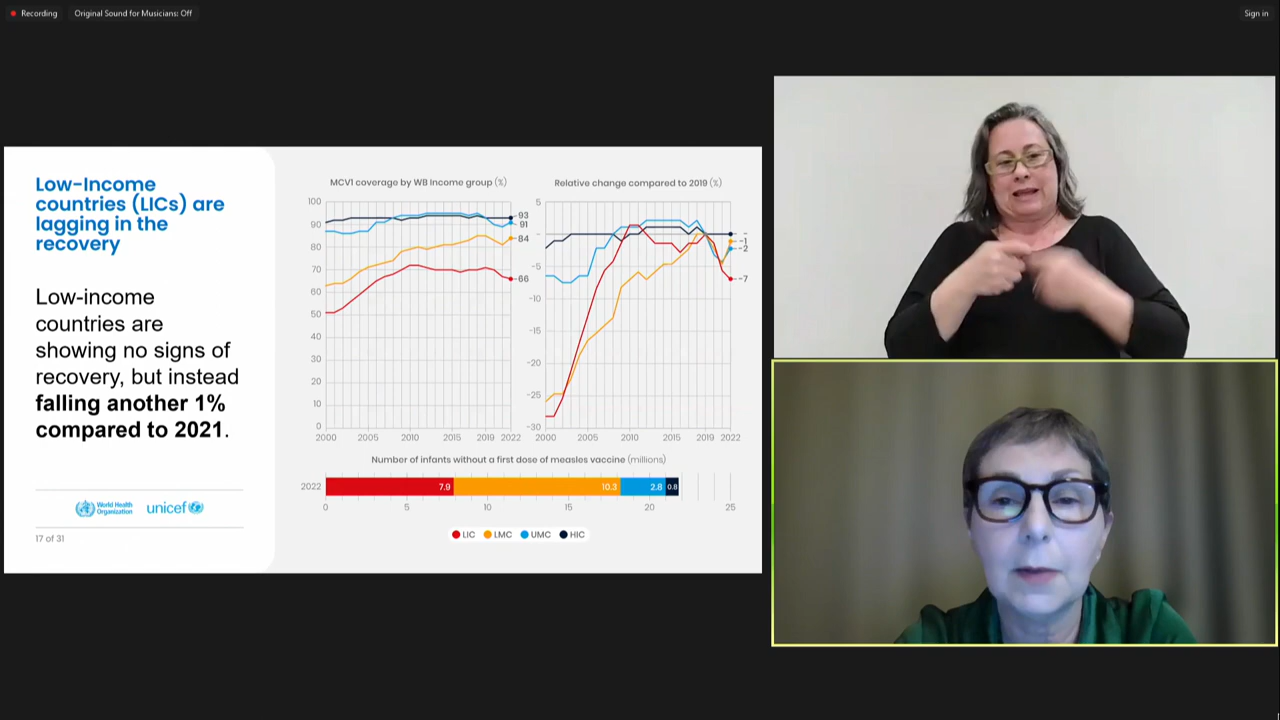 Recording
Original Sound for Musicians: Off
Sign in
Low-Income
countries (LICs) are
lagging in the
recovery
Low-income
countries are
showing no signs of
recovery, but instead
falling another 1%
compared to 2021.
World Health
Organization
unicef
17 of 31
MCV1 coverage by WB Income group (%)
100
90
80
70
60
50
40
30
20
10
0
2000
2005
2010
2015
2019
2022
93
91
84
66
Relative change compared to 2019 (%)
5
-
-5
-10
-15
-20
-25
-30
2000
2005
2010
2015
2019
2022
-
-1
-2
-7
Number of infants without a first dose of measles vaccine (millions)
2022
7.9
10.3
2.8
0.8
0
5
10
15
20
25
LIC
LMC
UMC
HIC